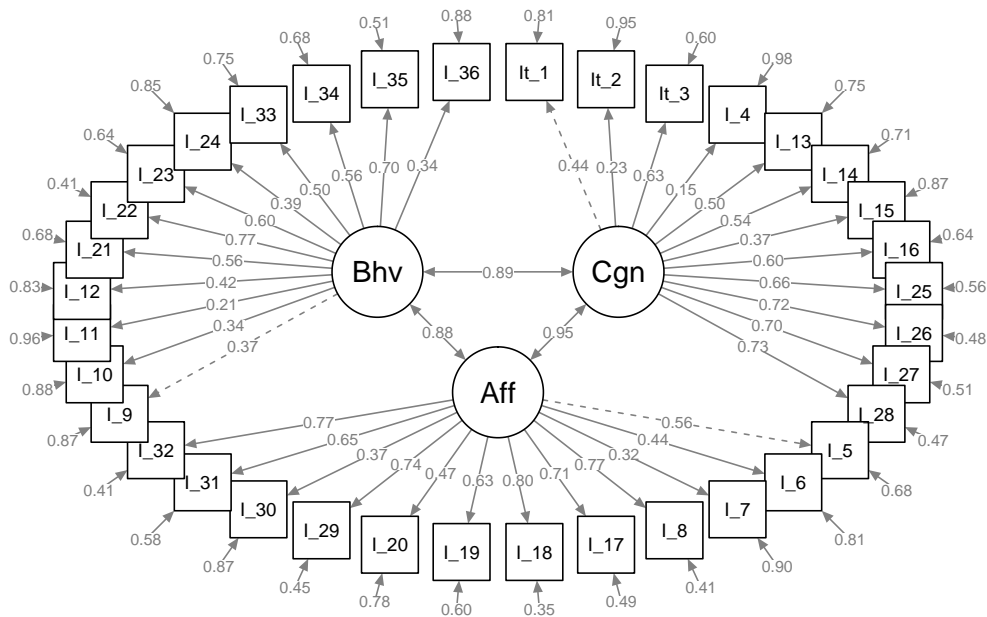 0.51 0.88 0.81 0.95
0.68 0.60
0.75 0.98
0.85 0.75
I_35 I_36 It_1 It_2
I_34 It_3
I_33 I_4
0.64 0.71
I_24 I_13
0.41 0.87
I_23 0.56 0.70 0.34 0.44 0.23 0.63 I_14
0.50 0.15
0.39 0.50
I_22 0.60 0.54 I_15
0.68 0.77 0.37 0.64
I_21 0.56 0.60 I_16
0.83 I_12 0.42 Bhv 0.89 Cgn 0.66 I_25 0.56
0.21 0.72
0.96 I_11 0.34 0.88 0.95 0.70 I_26 0.48
0.37 0.73
0.88 I_10 I_27 0.51
Aff
I_9 I_28
0.87 0.77 0.56 0.47
I_32 0.65 0.44 I_5
0.37 0.32
0.41 0.74 0.47 0.63 0.80 0.71 0.77 0.68
I_31 I_6
I_30 I_7
0.58 0.81
I_29 I_20 I_19 I_18 I_17 I_8
0.87 0.90
0.45 0.78 0.60 0.35 0.49 0.41